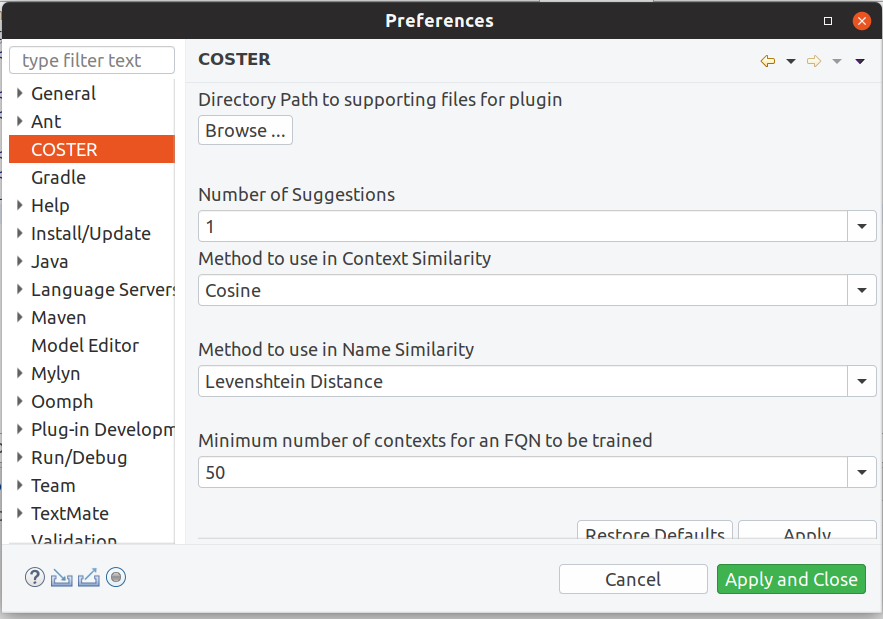 Preferences
type filter text
General
Ant
COSTER
Gradle
Help
Install/Update
Java
Language Servers
Maven
Model Editor
Mylyn
Oomph
Plug-in Developm
Run/Debug
Team
TextMate
Validation
COSTER
Directory Path to supporting files for plugin
Browse ...
Number of Suggestions
1
Method to use in Context Similarity
Cosine
Method to use in Name Similarity
Levenshtein Distance
Minimum number of contexts for an FQN to be trained
50
Restore Defaults
Apply
?
Cancel
Apply and Close